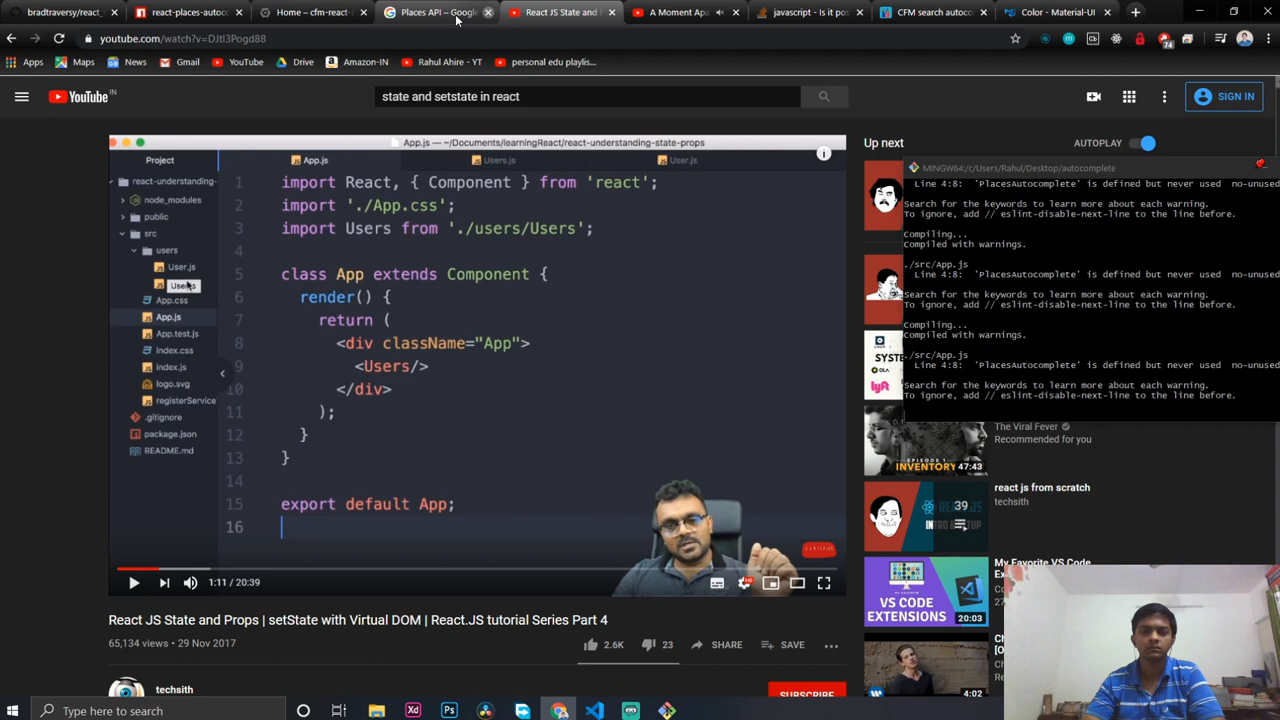 bradtraversy/react_
react-places-autoc
Home – cfm-react-a
Places API – Google
React JS State and
A Moment Apa
javascript - Is it pos
CFM search autoco
Color - Material-UI
youtube.com/watch?v=DJtl3Pogd88
74
Apps
Maps
News
Gmail
YouTube
Drive
Amazon-IN
Rahul Ahire - YT
personal edu playlis...
YouTube IN
state and setstate in react
SIGN IN
App.js — ~/Documents/learningReact/react-understanding-state-props
Project
App.js
Users.js
User.js
react-understanding-
node_modules
public
src
users
User.js
Users
App.css
App.js
App.test.js
index.css
index.js
logo.svg
registerService
.gitignore
package.json
README.md
1 import React, { Component } from 'react';
2 import './App.css';
3 import Users from './users/Users';
4
5 class App extends Component {
6 render() {
7 return (
8 <div className="App">
9 <Users/>
10 </div>
11 );
12 }
13 }
14
15 export default App;
16
1:11 / 20:39
React JS State and Props | setState with Virtual DOM | React.JS tutorial Series Part 4
65,134 views • 29 Nov 2017
2.6K
23
SHARE
SAVE
techsith
SUBSCRIBE
Up next
AUTOPLAY
MINGW64:/c/Users/Rahul/Desktop/autocomplete
Line 4:8: 'PlacesAutocomplete' is defined but never used no-unused
Search for the keywords to learn more about each warning.
To ignore, add // eslint-disable-next-line to the line before.
Compiling...
Compiled with warnings.
./src/App.js
Line 4:8: 'PlacesAutocomplete' is defined but never used no-unused
Search for the keywords to learn more about each warning.
To ignore, add // eslint-disable-next-line to the line before.
Compiling...
Compiled with warnings.
./src/App.js
Line 4:8: 'PlacesAutocomplete' is defined but never used no-unused
Search for the keywords to learn more about each warning.
To ignore, add // eslint-disable-next-line to the line before.
SYSTE
OLA
lyft
The Viral Fever
Recommended for you
EPISODE 1
INVENTORY
47:43
react js from scratch
techsith
39
REACT.JS
INTRO & SETUP
My Favorite VS Code
VS CODE
EXTENSIONS
20:03
4:02
Type here to search